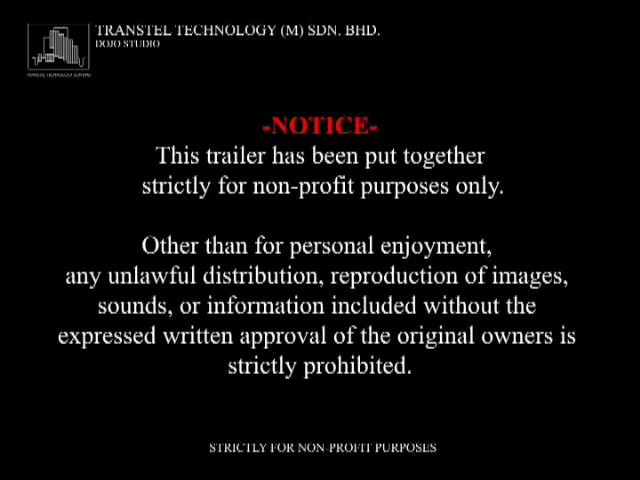 TRANSTEL TECHNOLOGY (M) SDN. BHD.
DOJO STUDIO
-NOTICE-
This trailer has been put together
strictly for non-profit purposes only.
Other than for personal enjoyment,
any unlawful distribution, reproduction of images,
sounds, or information included without the
expressed written approval of the original owners is
strictly prohibited.
STRICTLY FOR NON-PROFIT PURPOSES